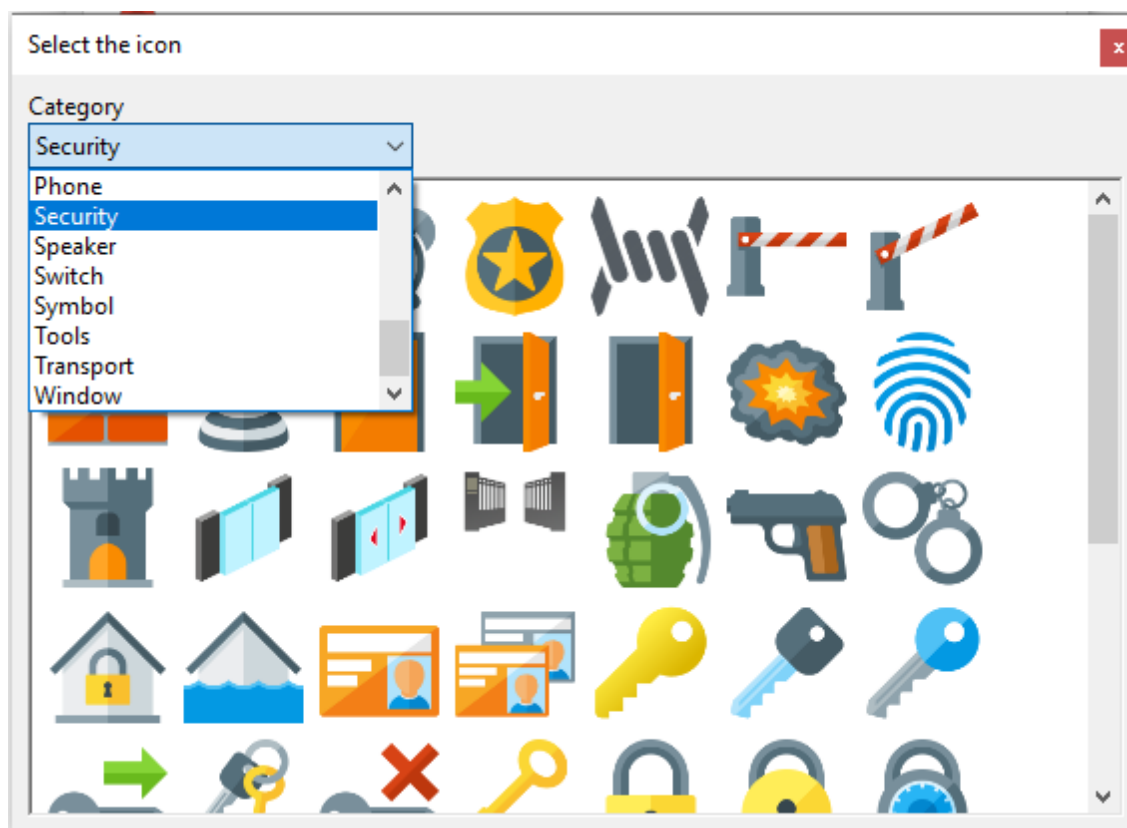 Select the icon
x
Category
Security
Phone
Security
Speaker
Switch
Symbol
Tools
Transport
Window